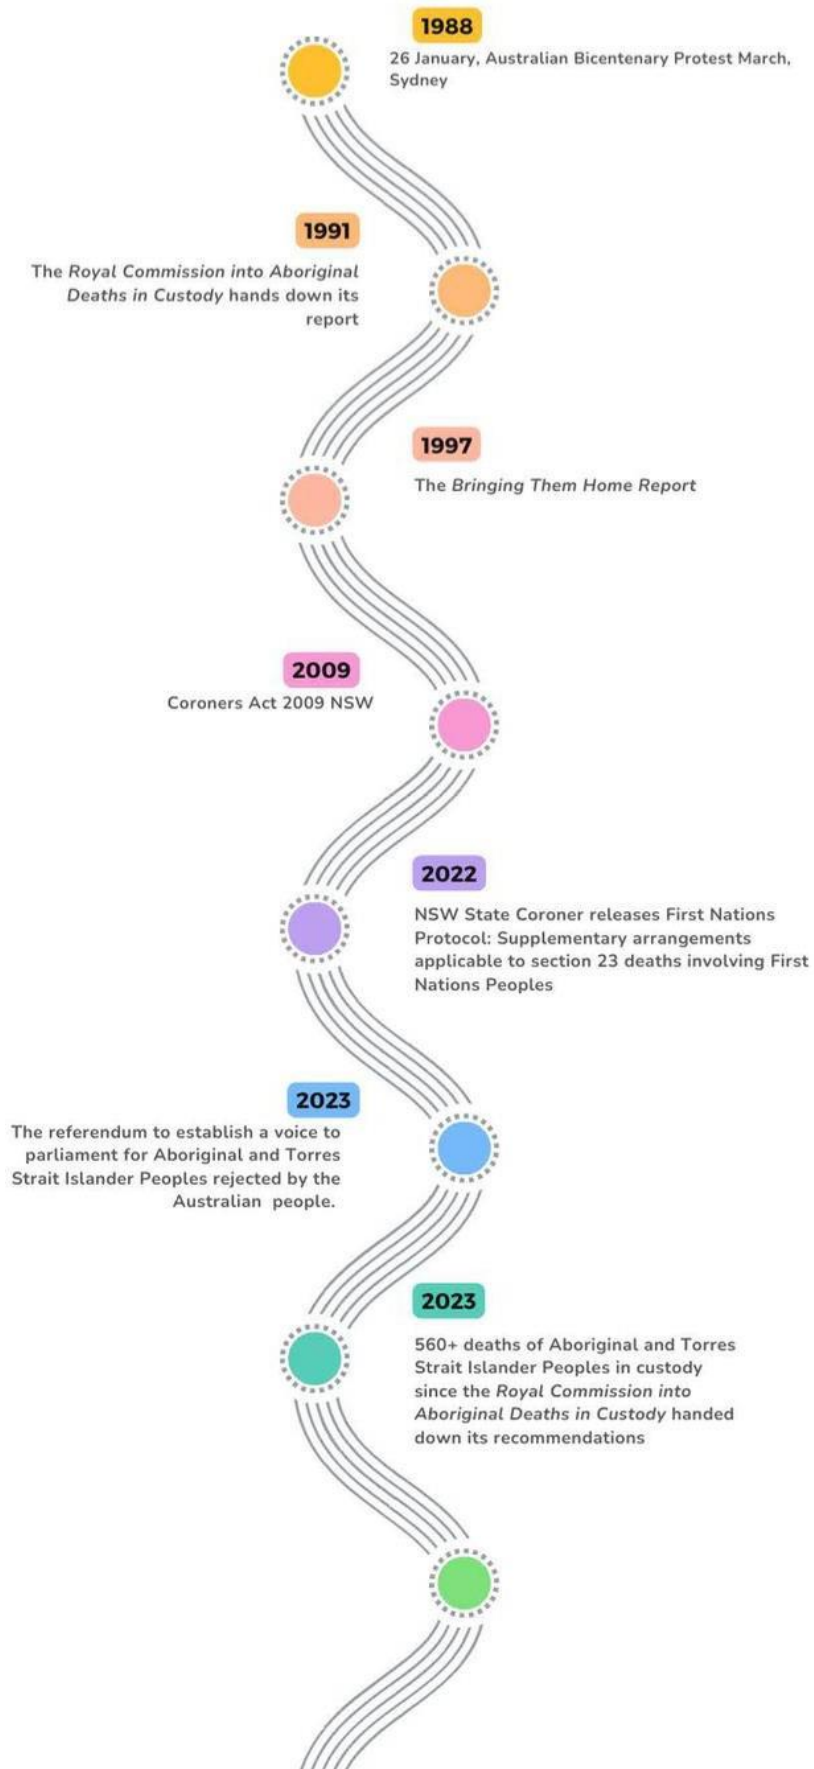 1988
26 January, Australian Bicentenary Protest March,
Sydney
1991
The Royal Commission into Aboriginal
Deaths in Custody hands down its
report
1997
The Bringing Them Home Report
2009
Coroners Act 2009 NSW
2022
NSW State Coroner releases First Nations
Protocol: Supplementary arrangements
applicable to section 23 deaths involving First
Nations Peoples
2023
The referendum to establish a voice to
parliament for Aboriginal and Torres
Strait Islander Peoples rejected by the
Australian people.
2023
560+ deaths of Aboriginal and Torres
Strait Islander Peoples in custody
since the Royal Commission into
Aboriginal Deaths in Custody handed
down its recommendations